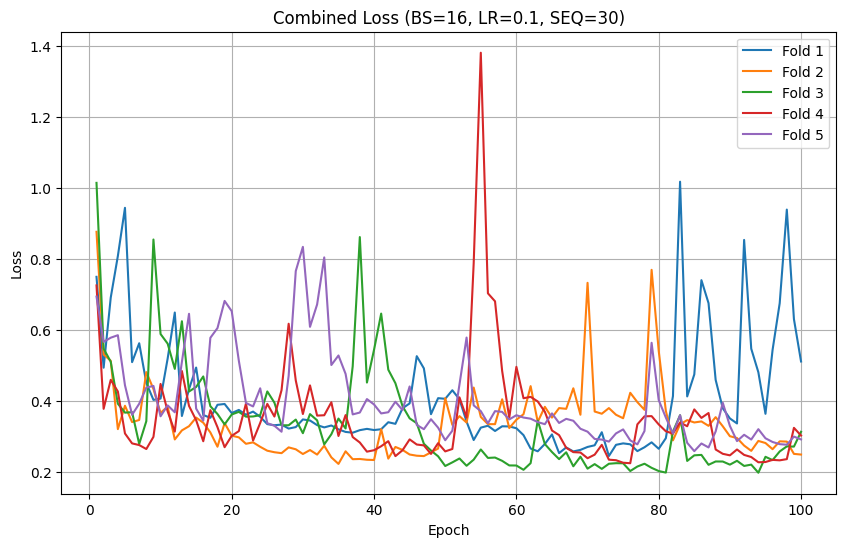 Combined Loss (BS=16, LR=0.1, SEQ=30)
Loss
1.4
1.2
1.0
0.8
0.6
0.4
0.2
Fold 1
Fold 2
Fold 3
Fold 4
Fold 5
0 20 40 60 80 100
Epoch